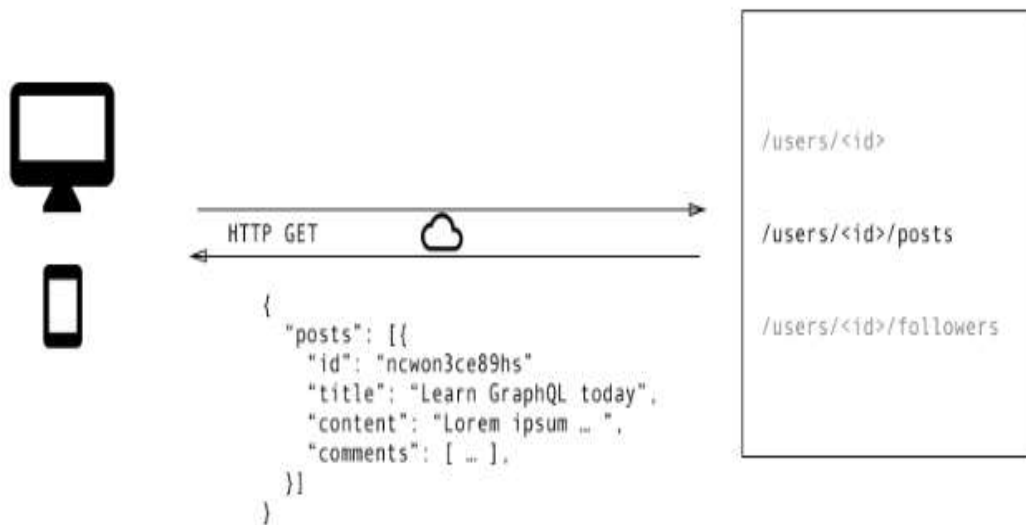 /users/<id>
HTTP GET
/users/<id>/posts
/users/<id>/followers
{
"posts": [{
"id": "ncwon3ce89hs"
"title": "Learn GraphQL today",
"content": "Lorem ipsum … ",
"comments": [ … ],
}]
}